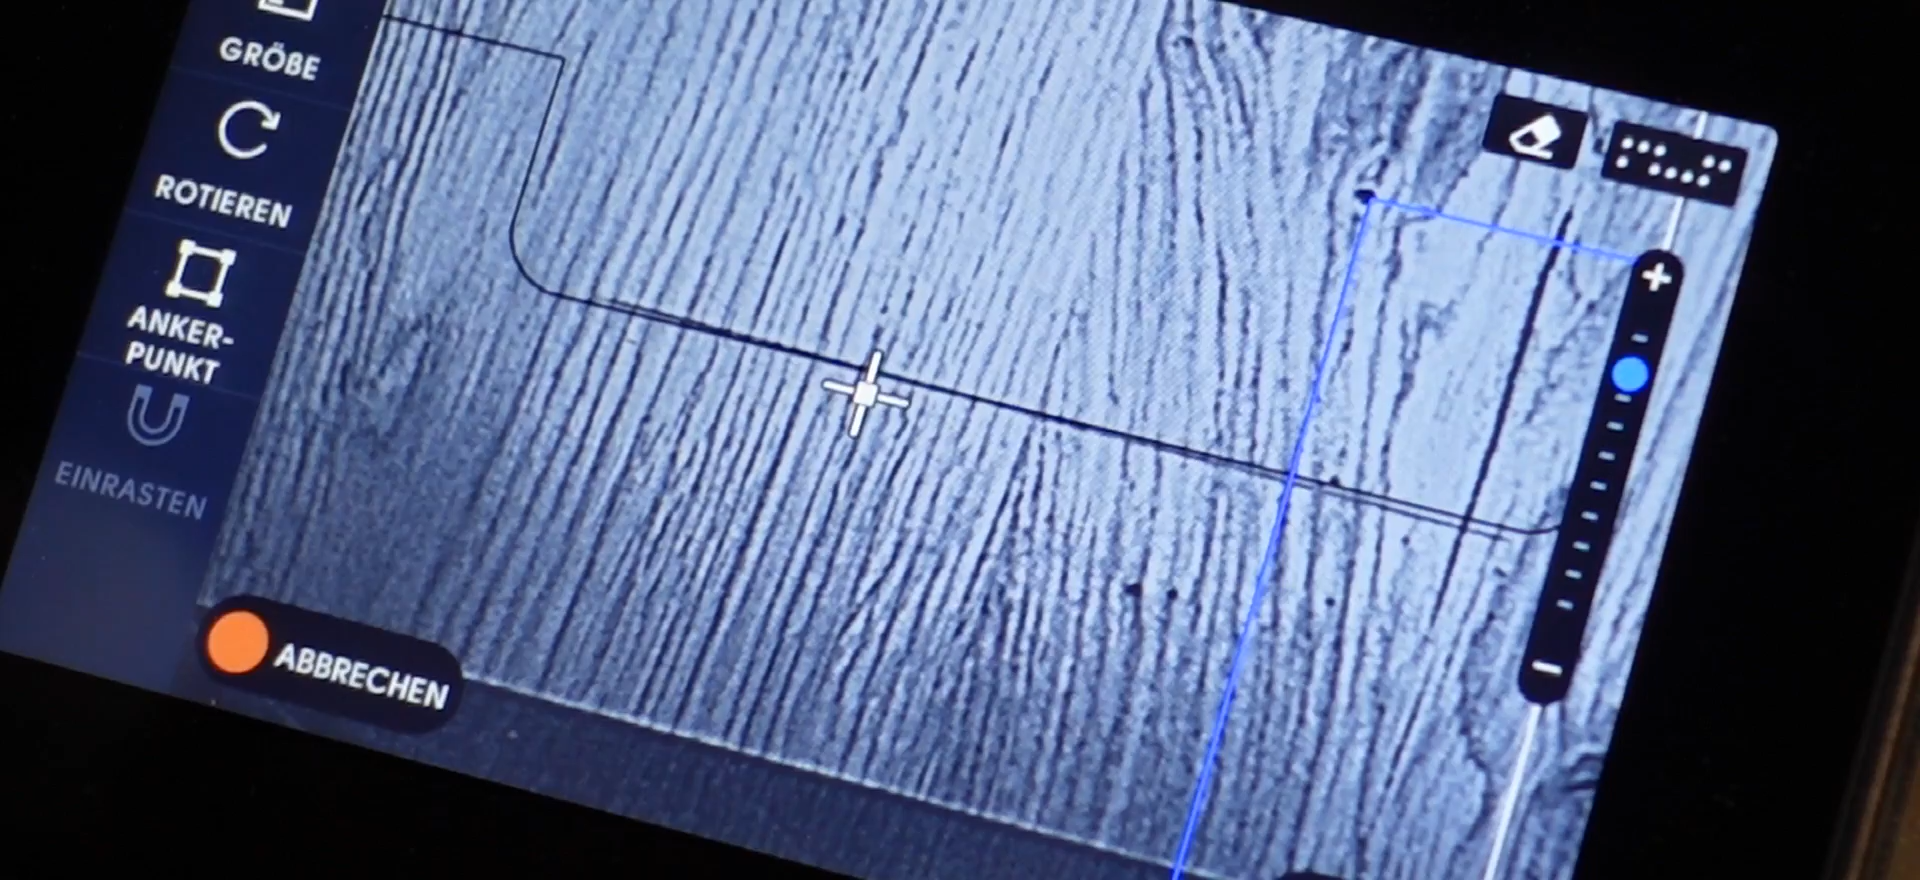 GRÖßE
ROTIEREN
ANKER-
PUNKT
EINRASTEN
ABBRECHEN
+
−